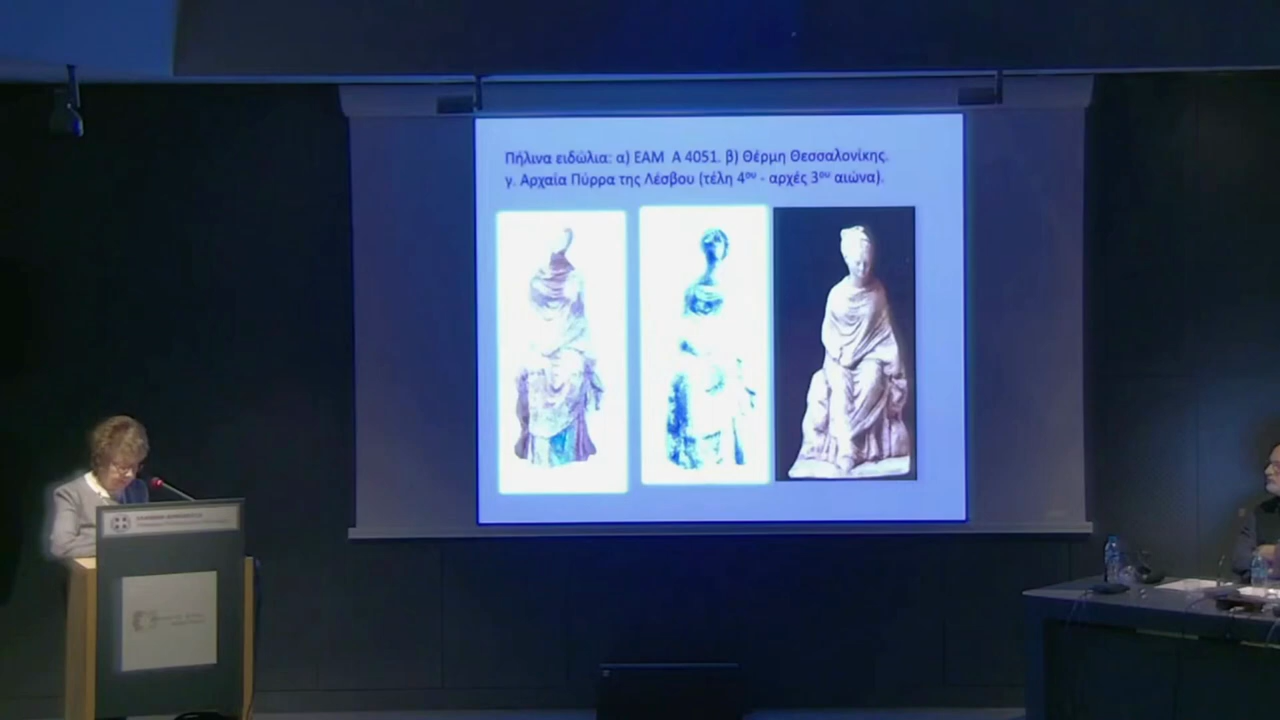 Πήλινα ειδώλια: α) ΕΑΜ Α 4051. β) Θέρμη Θεσσαλονίκης.
γ. Αρχαία Πύρρα της Λέσβου (τέλη 4ου - αρχές 3ου αιώνα).